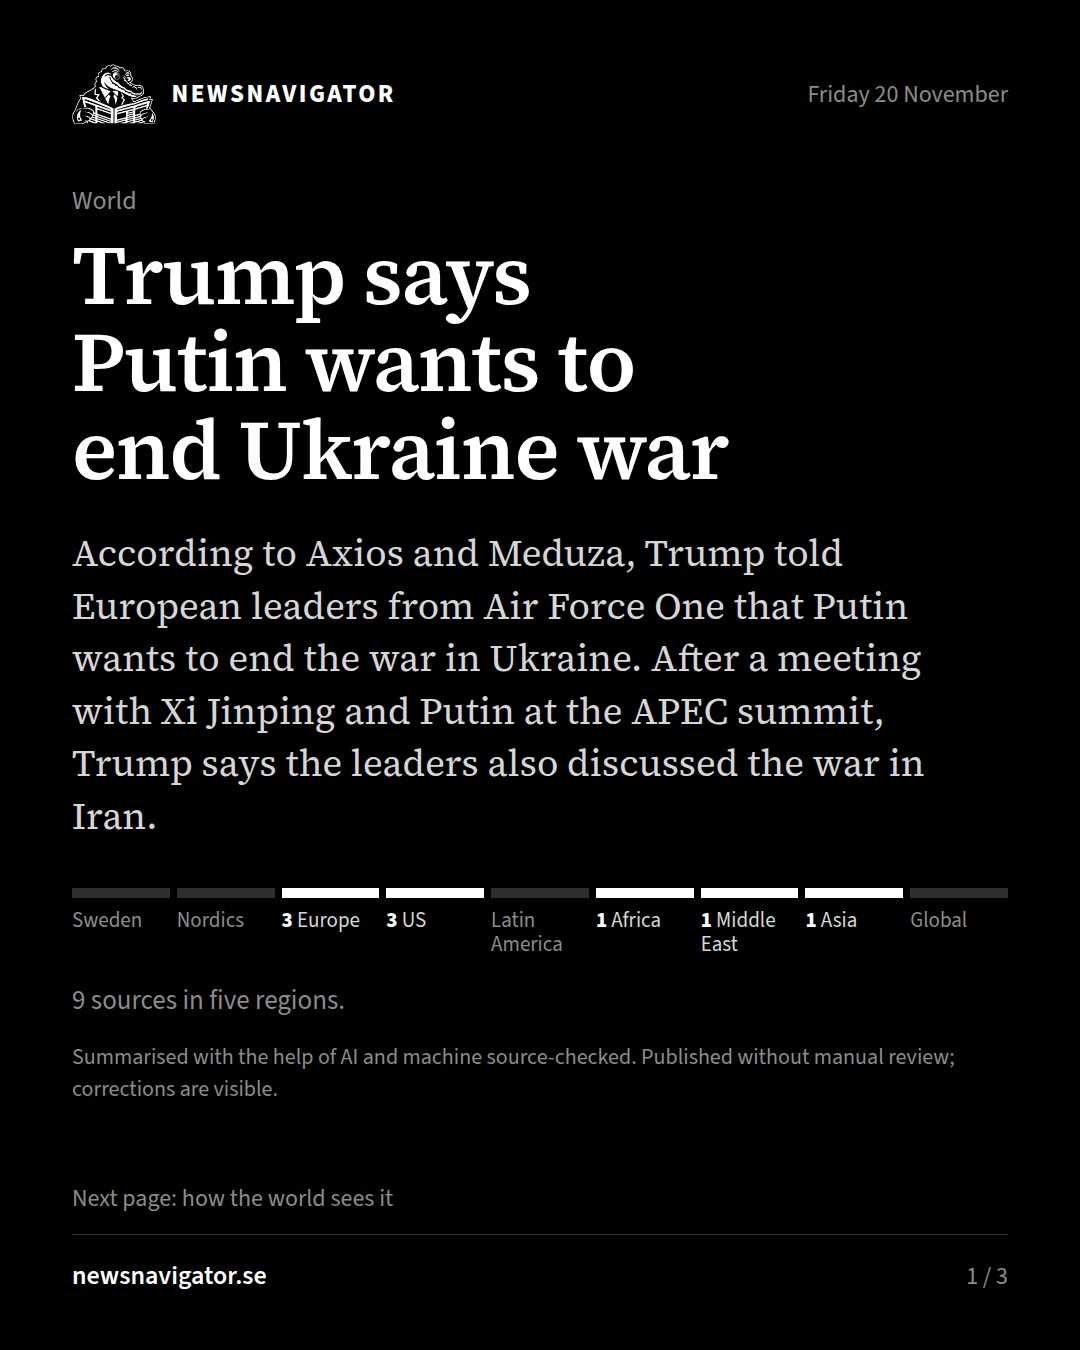 NEWSNAVIGATOR
Friday 20 November
World
Trump says
Putin wants to
end Ukraine war
According to Axios and Meduza, Trump told
European leaders from Air Force One that Putin
wants to end the war in Ukraine. After a meeting
with Xi Jinping and Putin at the APEC summit,
Trump says the leaders also discussed the war in
Iran.
Sweden
Nordics
3 Europe
3 US
Latin
America
1 Africa
1 Middle
East
1 Asia
Global
9 sources in five regions.
Summarised with the help of AI and machine source-checked. Published without manual review;
corrections are visible.
Next page: how the world sees it
newsnavigator.se
1 / 3